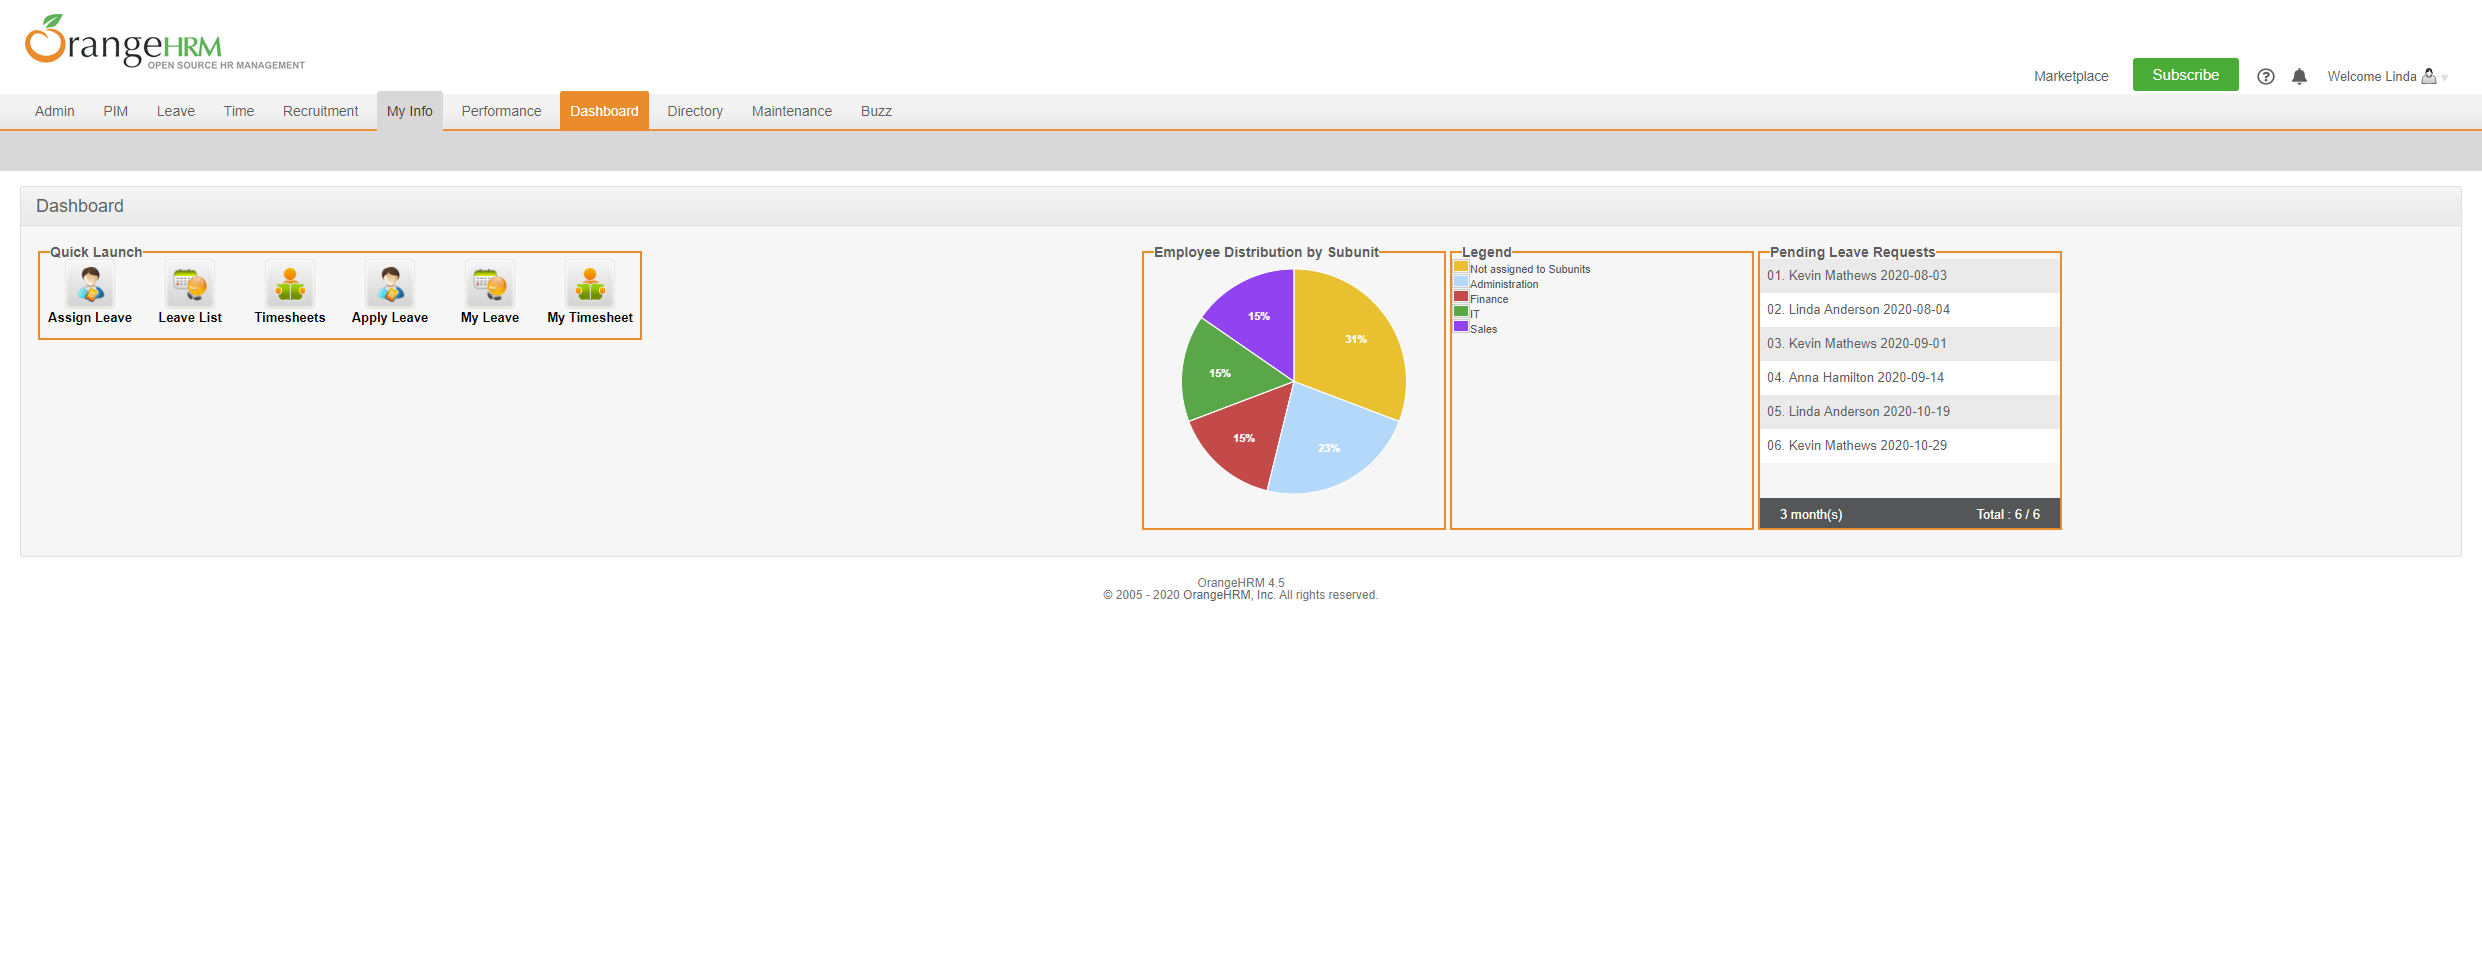 OrangeHRM
OPEN SOURCE HR MANAGEMENT
Marketplace Subscribe Welcome Linda
Admin PIM Leave Time Recruitment My Info Performance Dashboard Directory Maintenance Buzz
Dashboard
Quick Launch
Assign Leave Leave List Timesheets Apply Leave My Leave My Timesheet
Employee Distribution by Subunit
15%
31%
15%
15%
23%
Legend
Not assigned to Subunits
Administration
Finance
IT
Sales
Pending Leave Requests
01. Kevin Mathews 2020-08-03
02. Linda Anderson 2020-08-04
03. Kevin Mathews 2020-09-01
04. Anna Hamilton 2020-09-14
05. Linda Anderson 2020-10-19
06. Kevin Mathews 2020-10-29
3 month(s) Total : 6 / 6
OrangeHRM 4.5
© 2005 - 2020 OrangeHRM, Inc. All rights reserved.